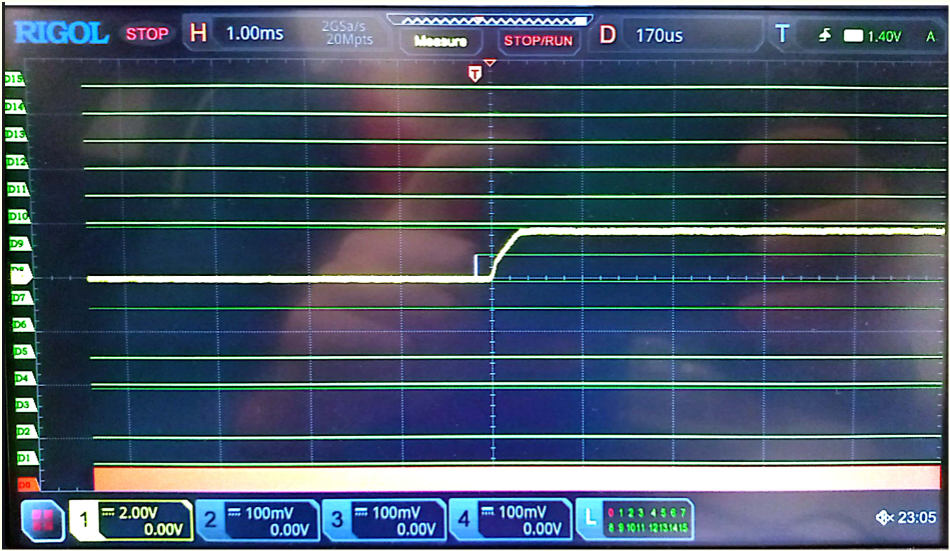 RIGOL STOP H 1.00ms 2GSa/s 20Mpts Measure STOP/RUN D 170us T 1.40V A
T
D15
D14
D13
D12
D11
D10
D9
D8
D7
D6
D5
D4
D3
D2
D1
D0
1 2.00V 0.00V
2 100mV 0.00V
3 100mV 0.00V
4 100mV 0.00V
L 0 1 2 3 4 5 6 7
8 9 10 11 12 13 14 15
23:05